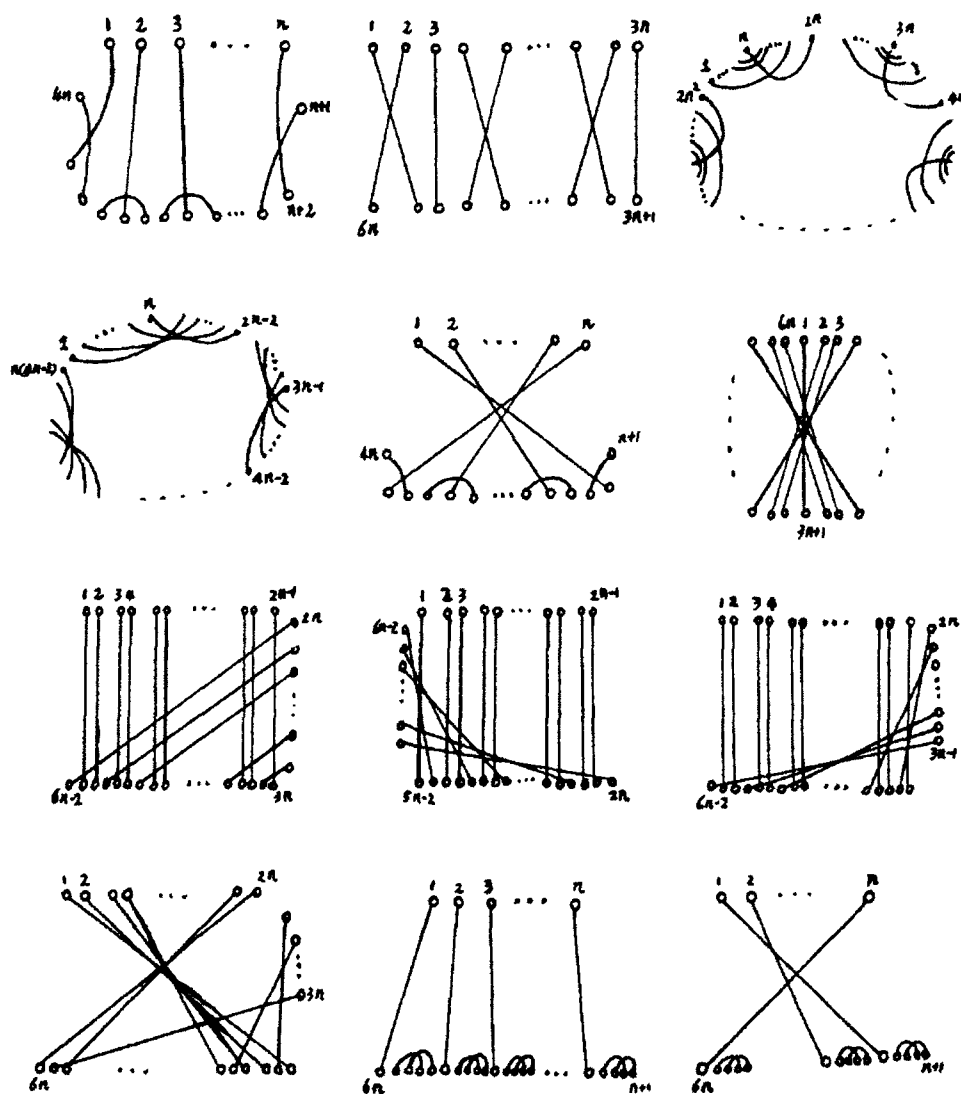 1 2 3 ... n
4n n+1
n+2
1 2 3 ... 3n
6n 3n+1
1 n 2n 3n
2n² 4n
n
1 2n-2
n(4n-2) 3n-1
4n-2
1 2 ... n
4n n+1
6n 1 2 3
3n+1
1 2 3 4 ... 2n-1
2n
6n-2 3n
1 2 3 ... 2n-1
6n-2
5n-2 2n
1 2 3 4 ... 2n
6n-2 3n-1
1 2 ... 2n
3n
6n ...
1 2 3 ... n
6n ... n+1
1 2 ... n
6n ... n+1